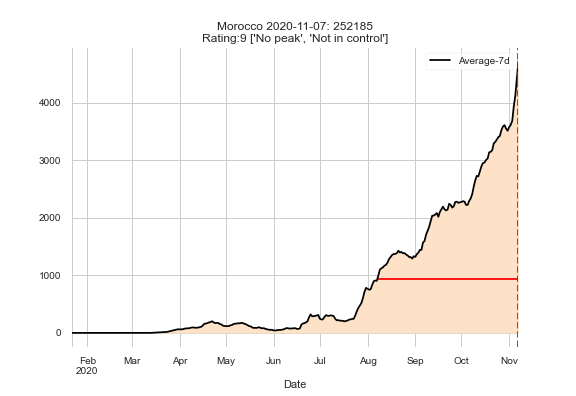 Morocco 2020-11-07: 252185
Rating:9 ['No peak', 'Not in control']
Average-7d
4000
3000
2000
1000
0
Feb Mar Apr May Jun Jul Aug Sep Oct Nov
2020
Date